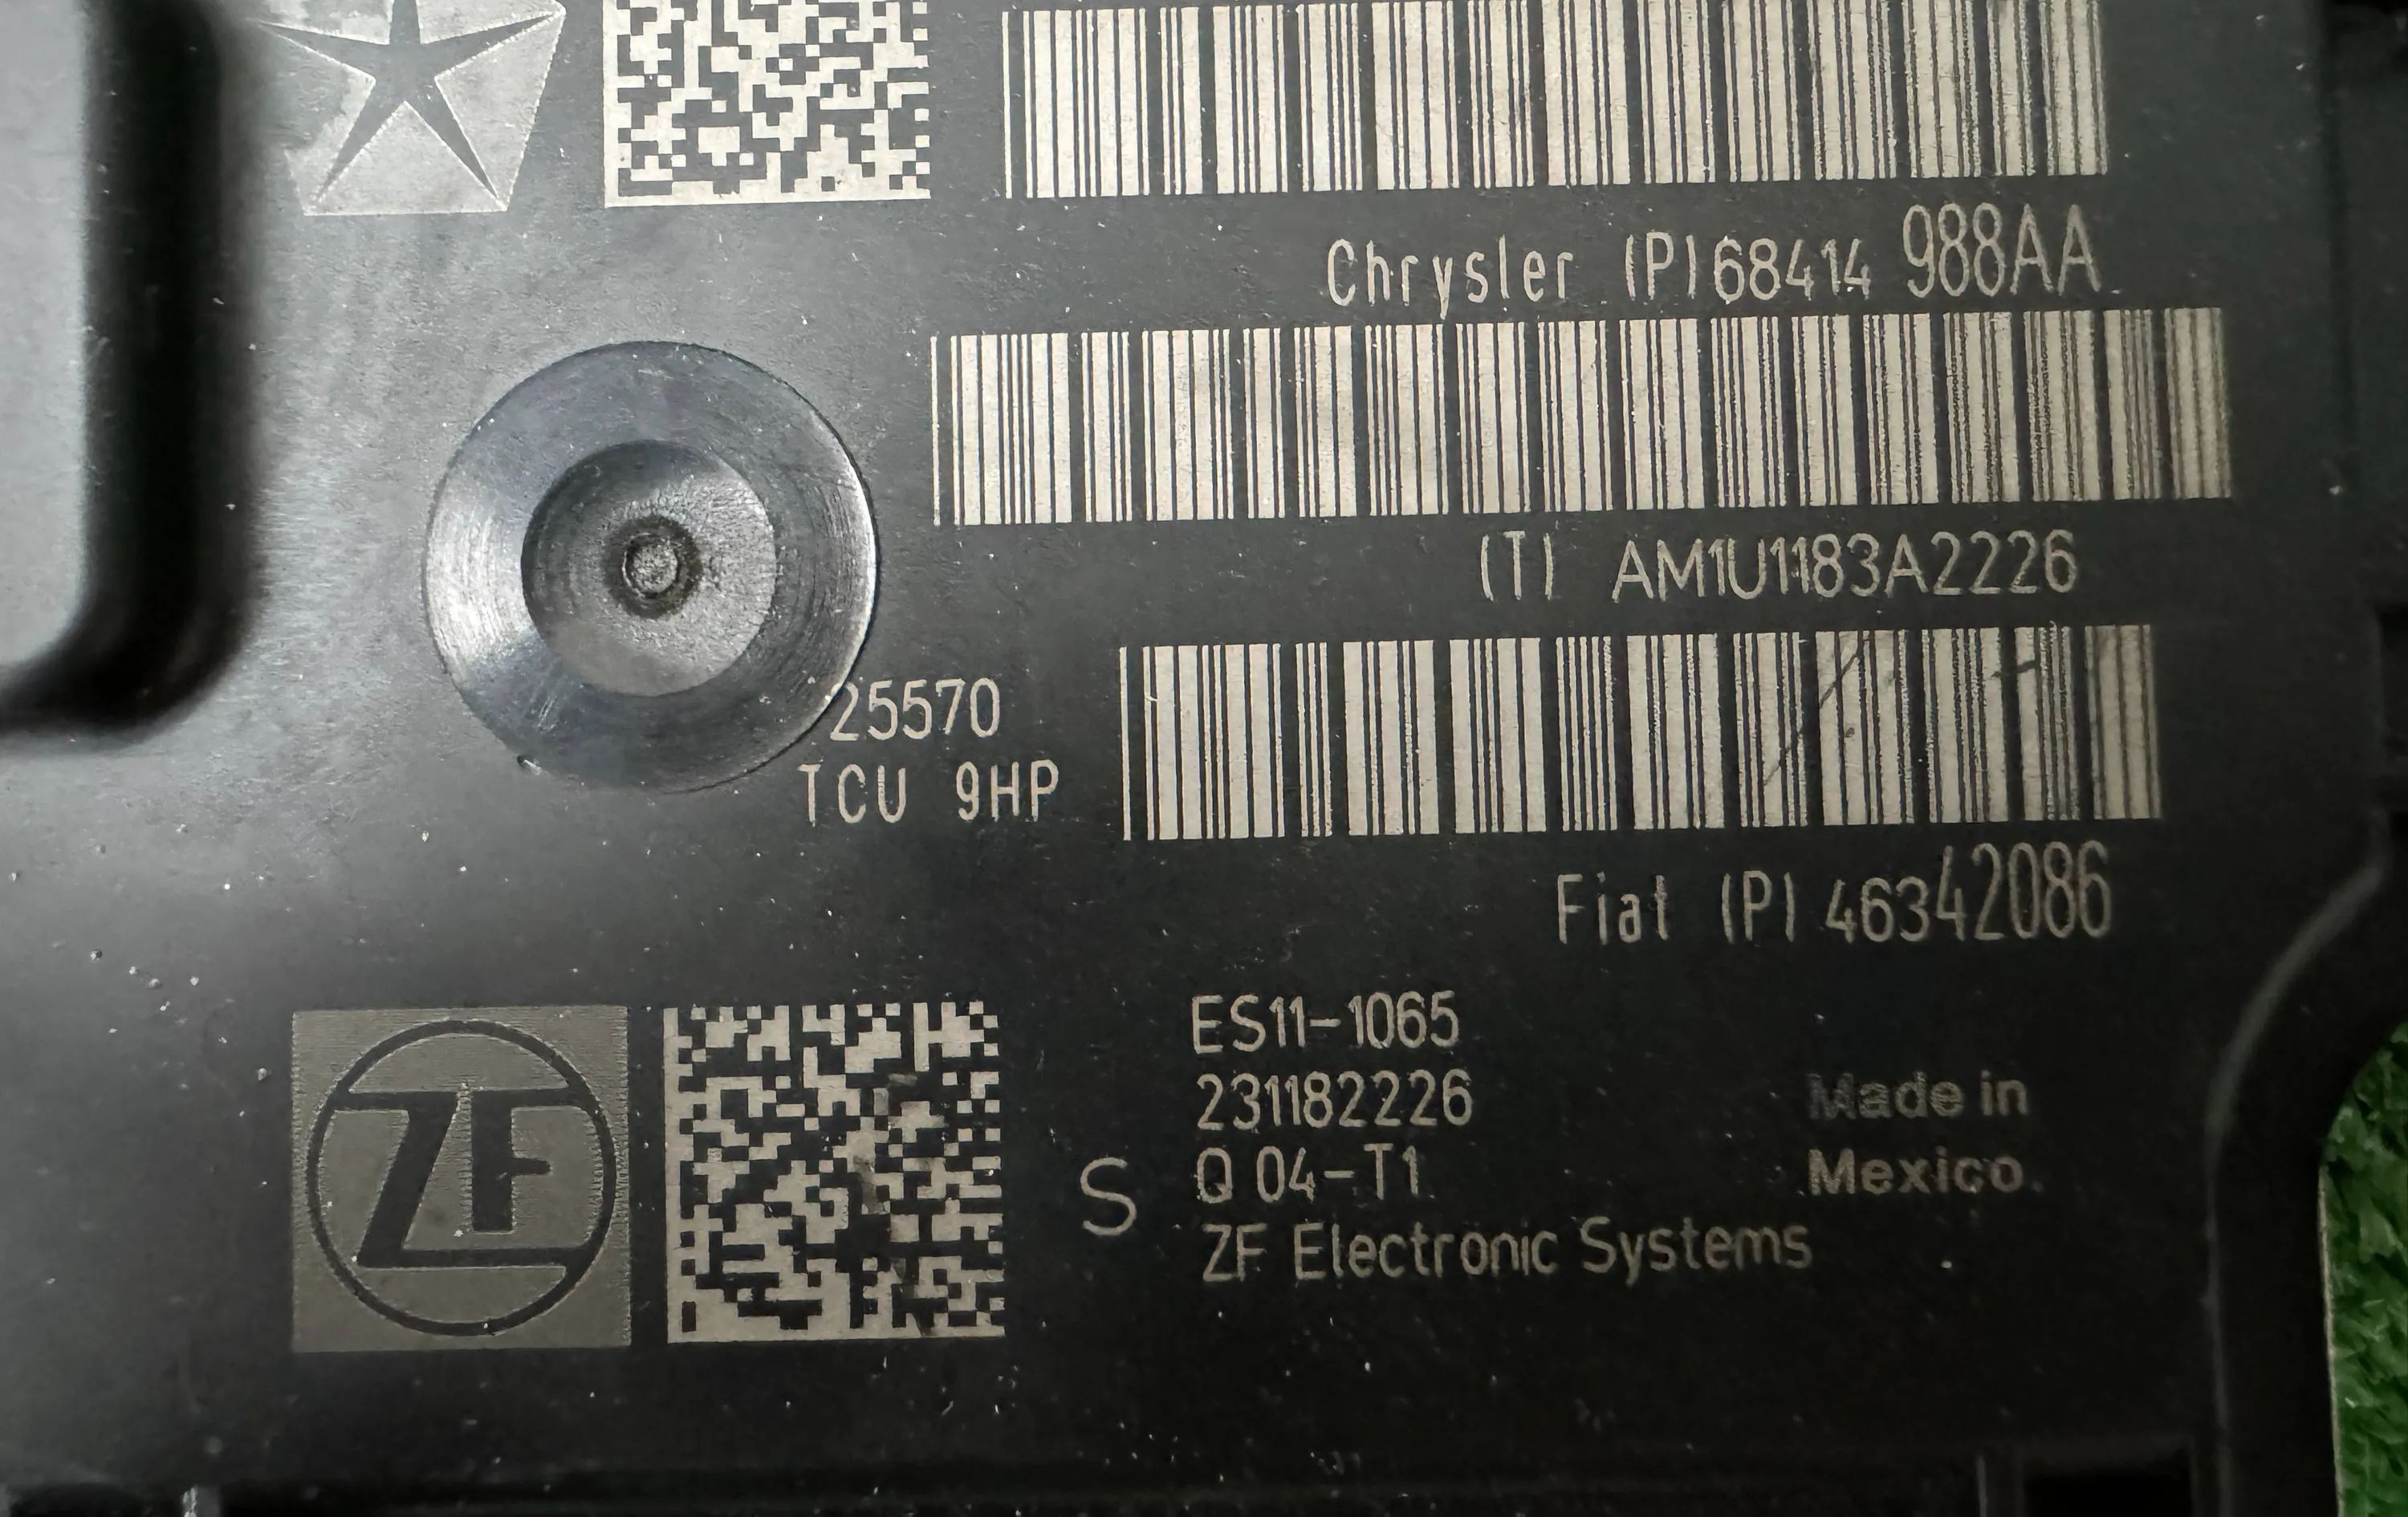 Chrysler (P)68414 988AA
(T) AM1U1183A2226
25570
TCU 9HP
Fiat (P) 46342086
ZF
S
ES11-1065
231182226
Q 04-T1
ZF Electronic Systems
Made in
Mexico